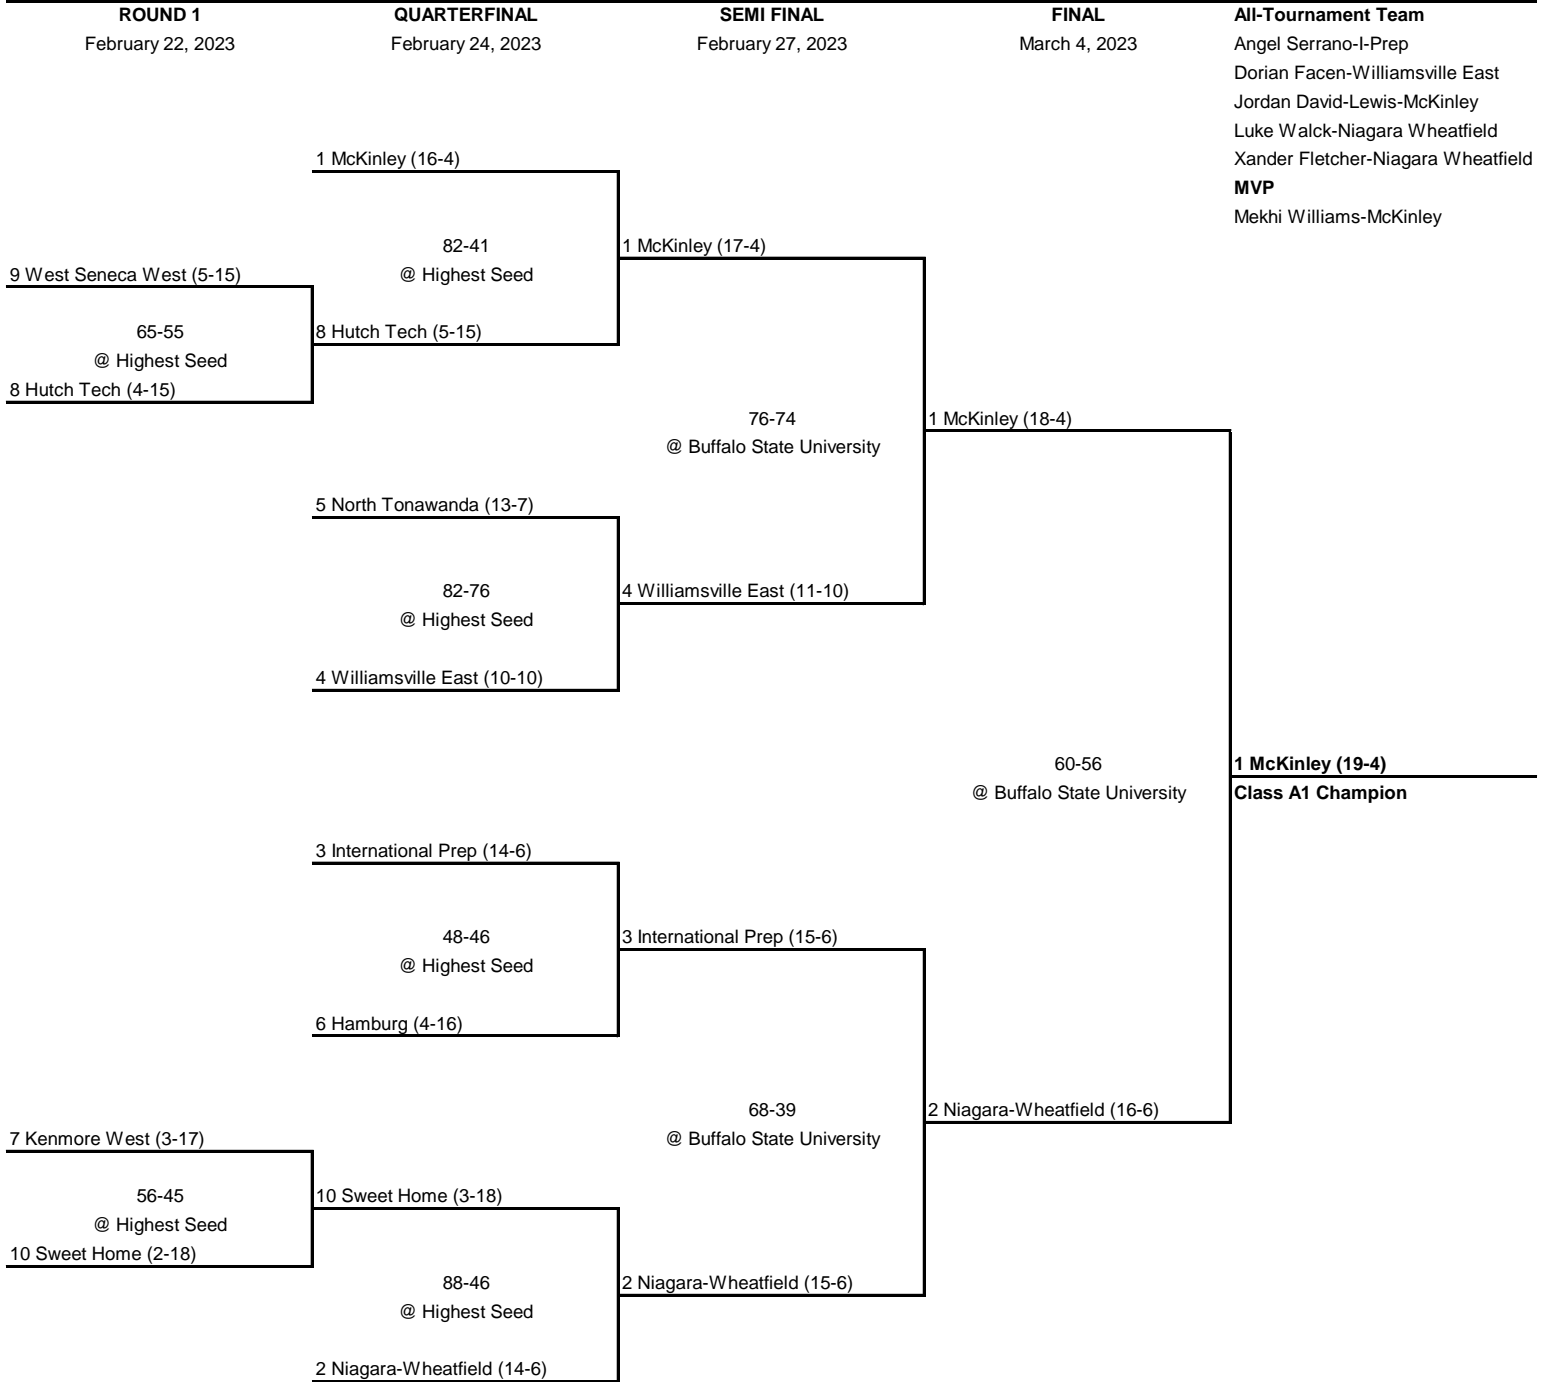 ROUND 1
February 22, 2023
QUARTERFINAL
February 24, 2023
SEMI FINAL
February 27, 2023
FINAL
March 4, 2023
All-Tournament Team
Angel Serrano-I-Prep
Dorian Facen-Williamsville East
Jordan David-Lewis-McKinley
Luke Walck-Niagara Wheatfield
Xander Fletcher-Niagara Wheatfield
MVP
Mekhi Williams-McKinley
9 West Seneca West (5-15)
65-55
@ Highest Seed
8 Hutch Tech (4-15)
7 Kenmore West (3-17)
56-45
@ Highest Seed
10 Sweet Home (2-18)
1 McKinley (16-4)
82-41
@ Highest Seed
8 Hutch Tech (5-15)
5 North Tonawanda (13-7)
82-76
@ Highest Seed
4 Williamsville East (10-10)
3 International Prep (14-6)
48-46
@ Highest Seed
6 Hamburg (4-16)
10 Sweet Home (3-18)
88-46
@ Highest Seed
2 Niagara-Wheatfield (14-6)
1 McKinley (17-4)
76-74
@ Buffalo State University
4 Williamsville East (11-10)
3 International Prep (15-6)
68-39
@ Buffalo State University
2 Niagara-Wheatfield (15-6)
1 McKinley (18-4)
60-56
@ Buffalo State University
2 Niagara-Wheatfield (16-6)
1 McKinley (19-4)
Class A1 Champion